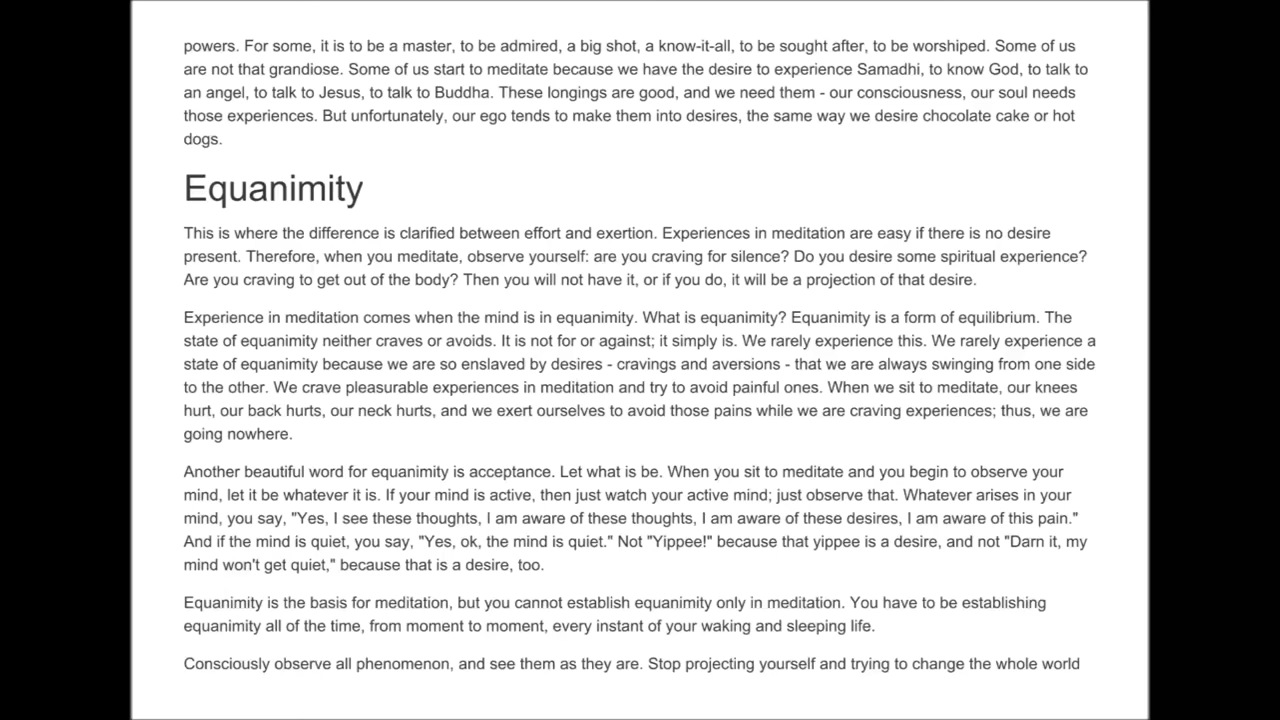 powers. For some, it is to be a master, to be admired, a big shot, a know-it-all, to be sought after, to be worshiped. Some of us
are not that grandiose. Some of us start to meditate because we have the desire to experience Samadhi, to know God, to talk to
an angel, to talk to Jesus, to talk to Buddha. These longings are good, and we need them - our consciousness, our soul needs
those experiences. But unfortunately, our ego tends to make them into desires, the same way we desire chocolate cake or hot
dogs.
Equanimity
This is where the difference is clarified between effort and exertion. Experiences in meditation are easy if there is no desire
present. Therefore, when you meditate, observe yourself: are you craving for silence? Do you desire some spiritual experience?
Are you craving to get out of the body? Then you will not have it, or if you do, it will be a projection of that desire.
Experience in meditation comes when the mind is in equanimity. What is equanimity? Equanimity is a form of equilibrium. The
state of equanimity neither craves or avoids. It is not for or against; it simply is. We rarely experience this. We rarely experience a
state of equanimity because we are so enslaved by desires - cravings and aversions - that we are always swinging from one side
to the other. We crave pleasurable experiences in meditation and try to avoid painful ones. When we sit to meditate, our knees
hurt, our back hurts, our neck hurts, and we exert ourselves to avoid those pains while we are craving experiences; thus, we are
going nowhere.
Another beautiful word for equanimity is acceptance. Let what is be. When you sit to meditate and you begin to observe your
mind, let it be whatever it is. If your mind is active, then just watch your active mind; just observe that. Whatever arises in your
mind, you say, "Yes, I see these thoughts, I am aware of these thoughts, I am aware of these desires, I am aware of this pain."
And if the mind is quiet, you say, "Yes, ok, the mind is quiet." Not "Yippee!" because that yippee is a desire, and not "Darn it, my
mind won't get quiet," because that is a desire, too.
Equanimity is the basis for meditation, but you cannot establish equanimity only in meditation. You have to be establishing
equanimity all of the time, from moment to moment, every instant of your waking and sleeping life.
Consciously observe all phenomenon, and see them as they are. Stop projecting yourself and trying to change the whole world